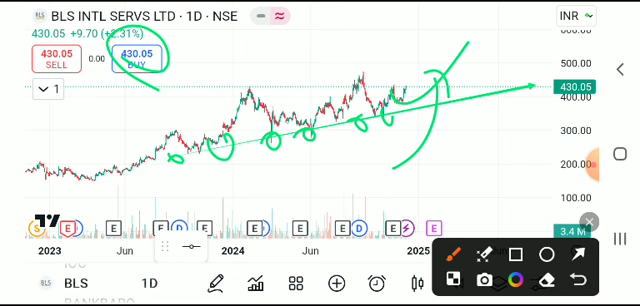 BLS INTL SERVS LTD · 1D · NSE
INR
430.05 +9.70 (+2.31%)
430.05
SELL
0.00
430.05
BUY
1
600.00
500.00
430.05
400.00
300.00
200.00
100.00
3.4 M
S E D E E D E E E E D E E
2023 Jun 2024 Jun 2025
BLS 1D